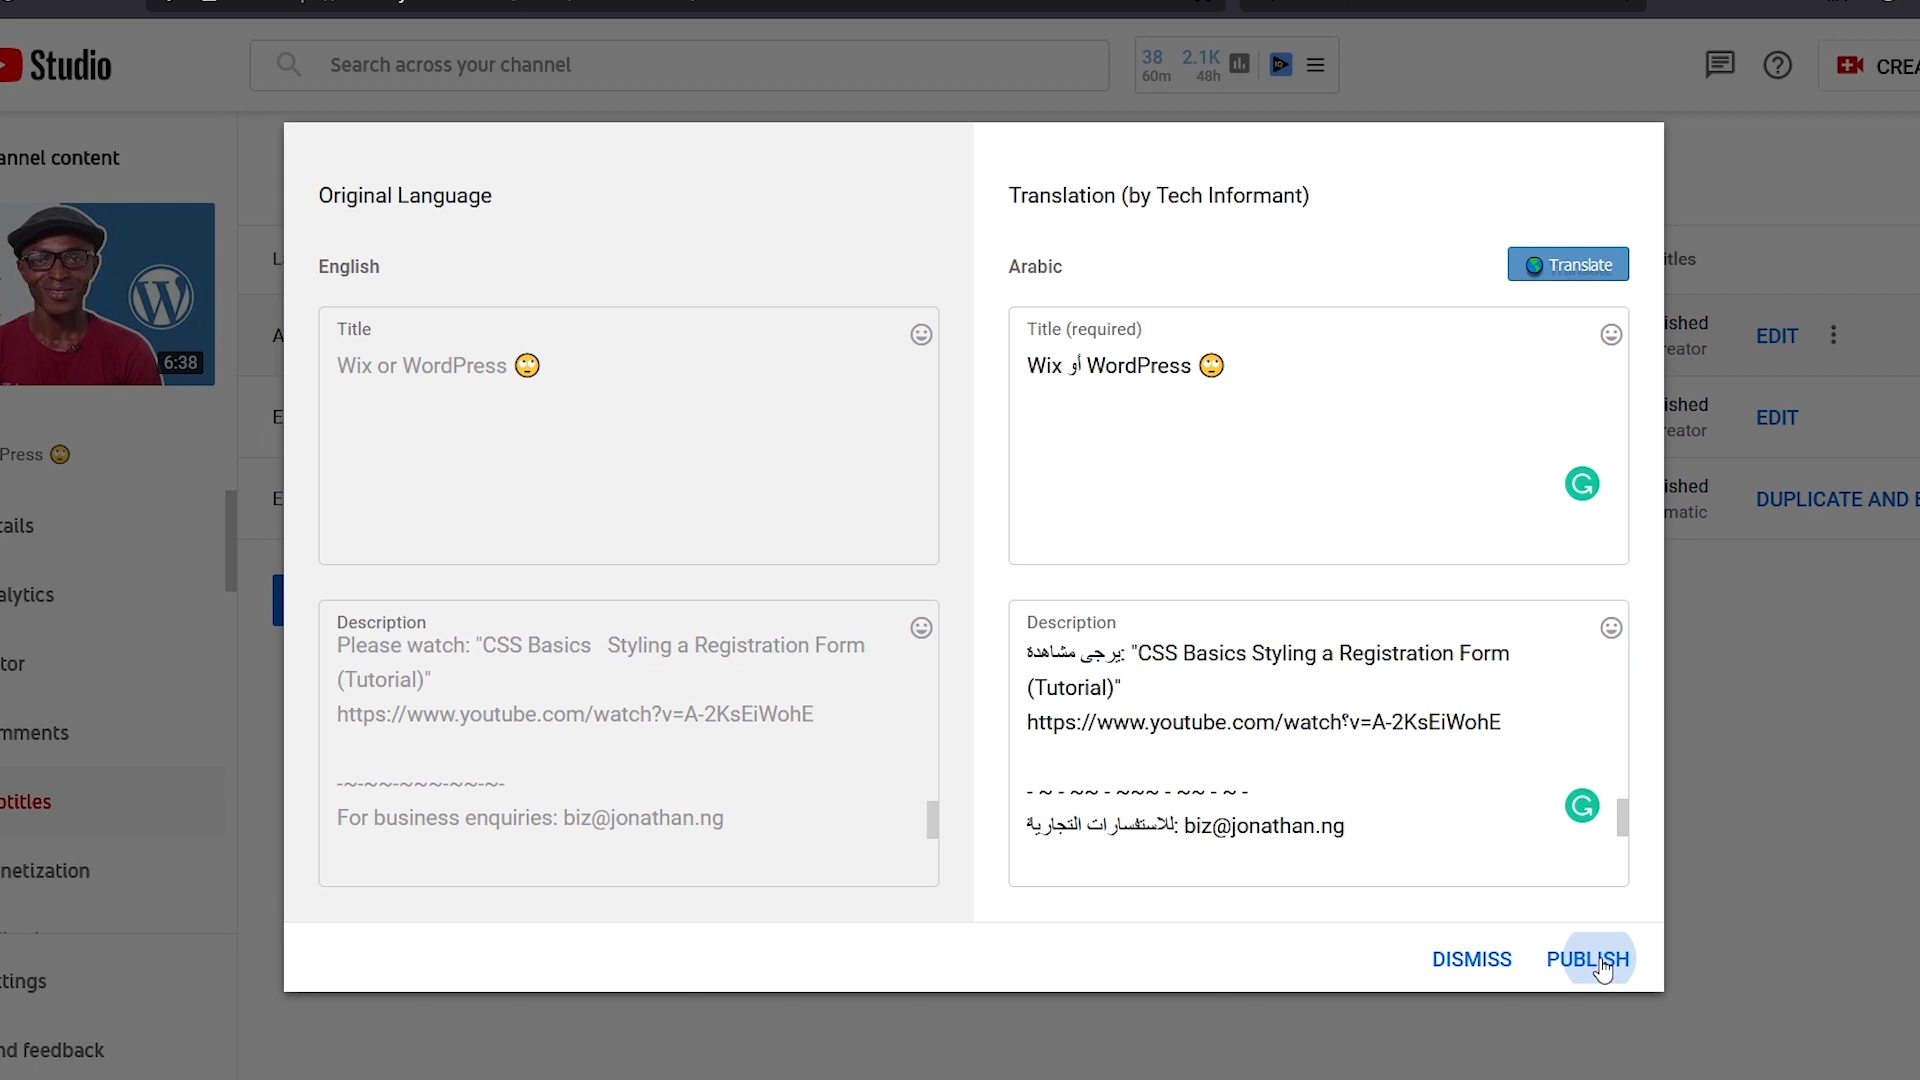 Studio
Search across your channel
38 2.1K
60m 48h
CREA
annel content
6:38
Press 🙄
tails
alytics
tor
mments
otitles
netization
ttings
nd feedback
Original Language
English
Title
Wix or WordPress 🙄
Description
Please watch: "CSS Basics   Styling a Registration Form
(Tutorial)"
https://www.youtube.com/watch?v=A-2KsEiWohE
-~-~~-~~~-~~-~-
For business enquiries: biz@jonathan.ng
Translation (by Tech Informant)
Arabic
Translate
Title (required)
Wix أو WordPress 🙄
Description
يرجى مشاهدة: "CSS Basics Styling a Registration Form
(Tutorial)"
https://www.youtube.com/watch؟v=A-2KsEiWohE
- ~ - ~~ - ~~~ - ~~ - ~ -
للاستفسارات التجارية: biz@jonathan.ng
DISMISS PUBLISH
itles
ished
eator
EDIT
ished
eator
EDIT
ished
matic
DUPLICATE AND E